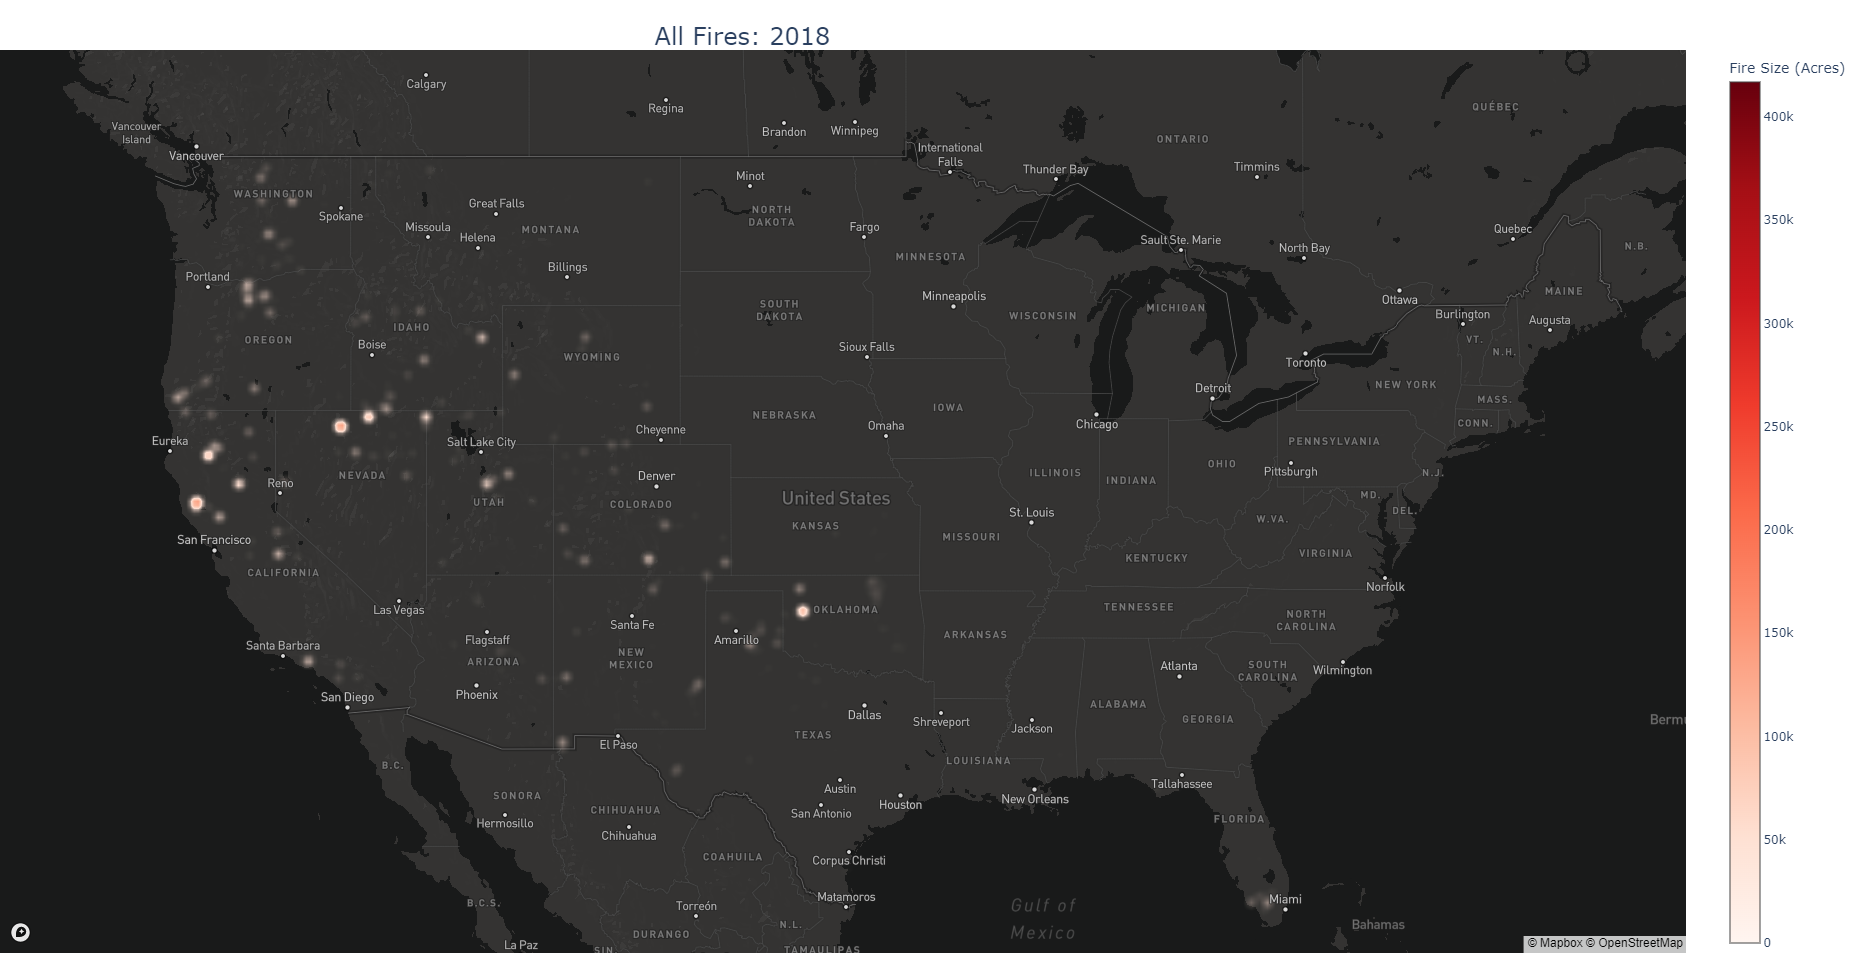 All Fires: 2018
Fire Size (Acres)
400k
350k
300k
250k
200k
150k
100k
50k
0
Calgary
Regina
Brandon
Winnipeg
QUÉBEC
ONTARIO
Vancouver
Island
Vancouver
International
Falls
Thunder Bay
Timmins
Minot
WASHINGTON
Spokane
Great Falls
NORTH
DAKOTA
Missoula
Helena
MONTANA
Fargo
Sault Ste. Marie
North Bay
Quebec
N.B.
MINNESOTA
Portland
Billings
Minneapolis
Ottawa
MAINE
SOUTH
DAKOTA
WISCONSIN
MICHIGAN
Burlington
Augusta
IDAHO
OREGON
Boise
WYOMING
Sioux Falls
VT.
N.H.
Toronto
Detroit
NEW YORK
MASS.
NEBRASKA
IOWA
Chicago
CONN.
Eureka
Salt Lake City
Cheyenne
Omaha
PENNSYLVANIA
NEVADA
Reno
UTAH
Denver
COLORADO
United States
ILLINOIS
INDIANA
OHIO
Pittsburgh
N.J.
MD.
DEL.
KANSAS
St. Louis
W.VA.
San Francisco
MISSOURI
KENTUCKY
VIRGINIA
CALIFORNIA
Norfolk
Las Vegas
Santa Fe
OKLAHOMA
TENNESSEE
NORTH
CAROLINA
Santa Barbara
Flagstaff
ARIZONA
Amarillo
ARKANSAS
NEW
MEXICO
Atlanta
SOUTH
CAROLINA
Wilmington
San Diego
Phoenix
Dallas
Shreveport
Jackson
ALABAMA
GEORGIA
Bermu
El Paso
TEXAS
LOUISIANA
B.C.
SONORA
Hermosillo
CHIHUAHUA
Chihuahua
Austin
San Antonio
Houston
New Orleans
Tallahassee
FLORIDA
COAHUILA
Corpus Christi
B.C.S.
Torreón
Matamoros
Gulf of
Mexico
Miami
Bahamas
N.L.
DURANGO
La Paz
SIN.
TAMAULIPAS
© Mapbox © OpenStreetMap